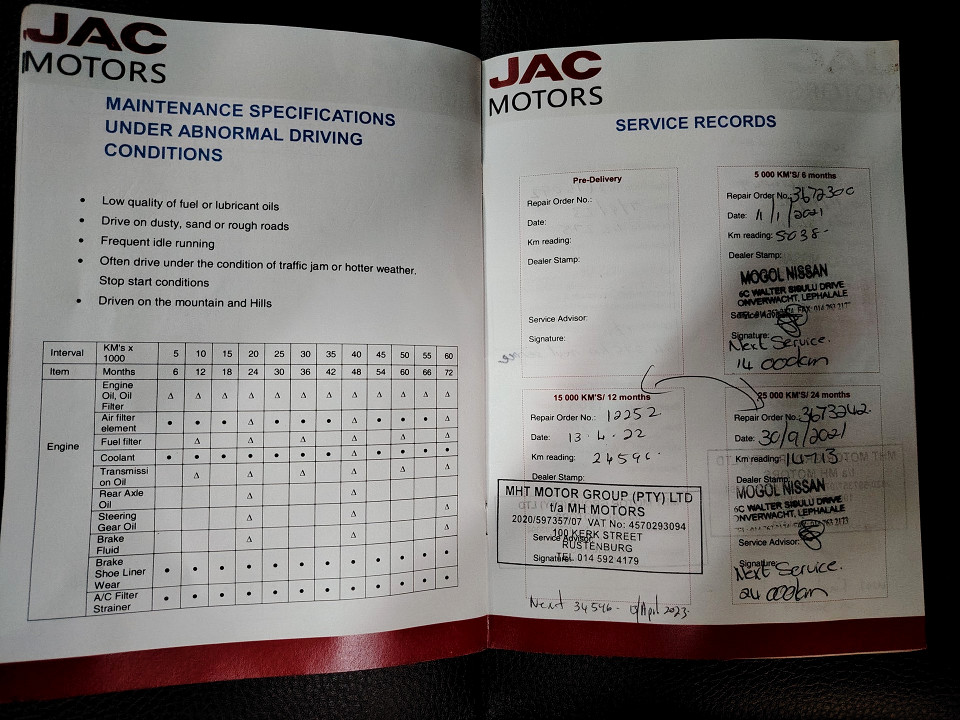 JAC
MOTORS
MAINTENANCE SPECIFICATIONS
UNDER ABNORMAL DRIVING
CONDITIONS
• Low quality of fuel or lubricant oils
• Drive on dusty, sand or rough roads
• Frequent idle running
• Often drive under the condition of traffic jam or hotter weather,
Stop start conditions
• Driven on the mountain and Hills
Interval KM's x 1000 5 10 15 20 25 30 35 40 45 50 55 60
Item Months 6 12 18 24 30 36 42 48 54 60 66 72
Engine
Engine Oil, Oil Filter Δ Δ Δ Δ Δ Δ Δ Δ Δ Δ Δ Δ
Air filter element • • • Δ • • • Δ • • • Δ
Fuel filter Δ Δ Δ Δ Δ Δ
Coolant • • • • • • • Δ • • • •
Transmissi on Oil Δ Δ Δ Δ Δ Δ
Rear Axle Oil Δ Δ Δ
Steering Gear Oil Δ Δ Δ
Brake Fluid Δ Δ Δ
Brake Shoe Liner Wear • • • • • • • • • • • •
A/C Filter Strainer • • • • • • • • • • • •
JAC
MOTORS
SERVICE RECORDS
Pre-Delivery
Repair Order No.:
Date:
Km reading:
Dealer Stamp:
Service Advisor:
Signature:
5 000 KM'S/ 6 months
Repair Order No.: 3672300
Date: 11/1/2021
Km reading: 5038-
Dealer Stamp:
MOGOL NISSAN
6C WALTER SISULU DRIVE
ONVERWACHT, LEPHALALE
Service Advisor:
Signature:
Next Service.
14 000km
15 000 KM'S/ 12 months
Repair Order No.: 12252
Date: 13.4.22
Km reading: 24596.
Dealer Stamp:
MHT MOTOR GROUP (PTY) LTD
t/a MH MOTORS
2020/597357/07 VAT No: 4570293094
100 KERK STREET
Service Advisor:
RUSTENBURG
Signature:
TEL 014 592 4179
Next 34596- April 2023.
25 000 KM'S/ 24 months
Repair Order No.: 3673242.
Date: 30/9/2021
Km reading: 14713
Dealer Stamp:
MOGOL NISSAN
6C WALTER SISULU DRIVE
ONVERWACHT, LEPHALALE
Service Advisor:
Signature:
Next Service.
24 000km